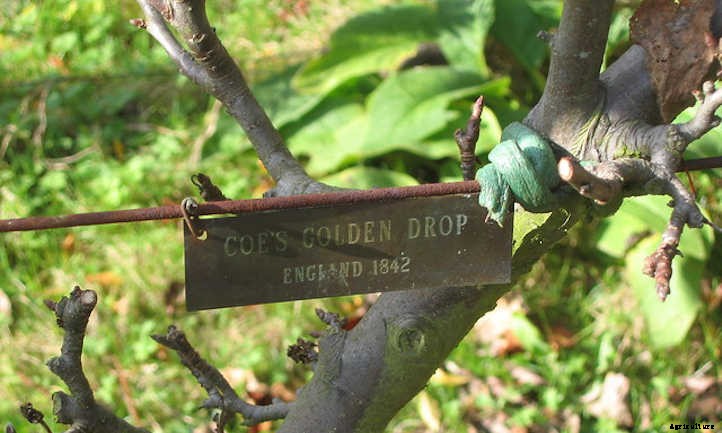 COE'S GOLDEN DROP
ENGLAND 1842
Agriculture